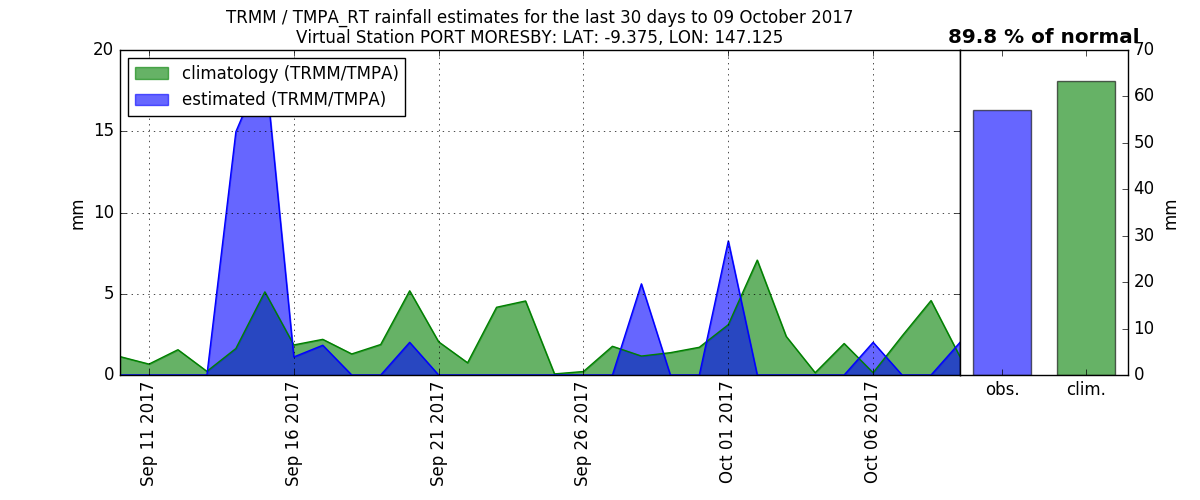 TRMM / TMPA_RT rainfall estimates for the last 30 days to 09 October 2017
Virtual Station PORT MORESBY: LAT: -9.375, LON: 147.125
89.8 % of normal
climatology (TRMM/TMPA)
estimated (TRMM/TMPA)
20
15
10
5
0
mm
Sep 11 2017
Sep 16 2017
Sep 21 2017
Sep 26 2017
Oct 01 2017
Oct 06 2017
obs.
clim.
70
60
50
40
30
20
10
0
mm